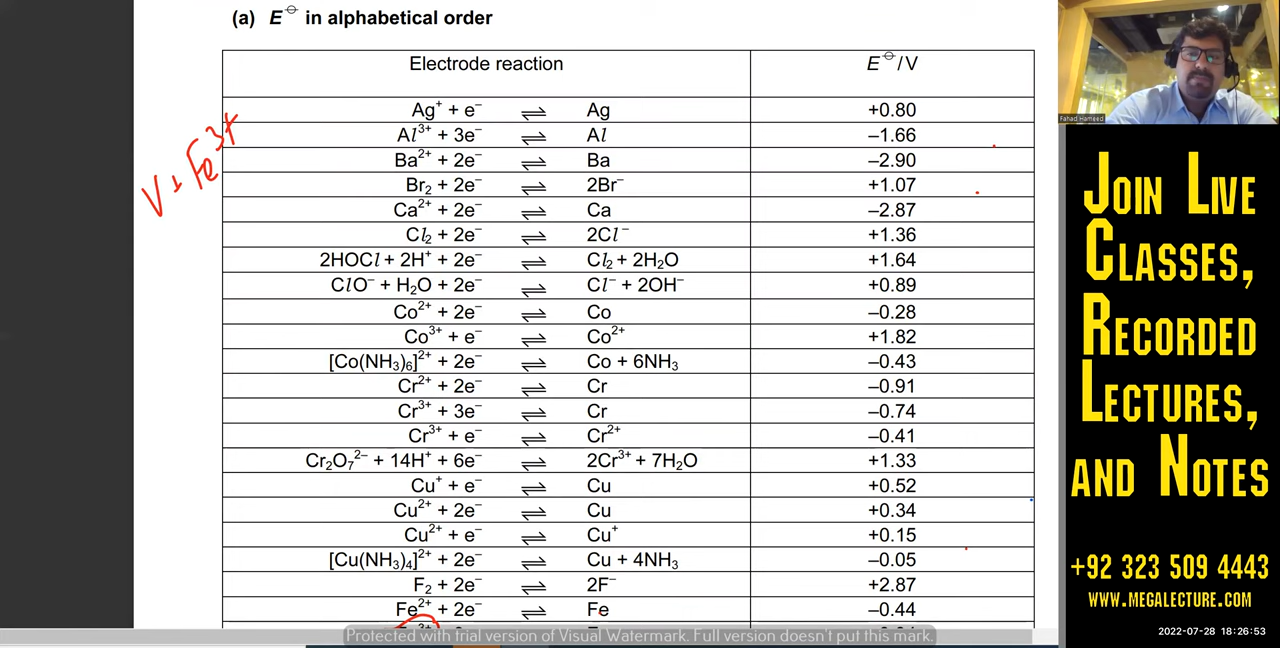 (a) E⊖ in alphabetical order
Electrode reaction E⊖/V
Ag⁺ + e⁻ ⇌ Ag +0.80
Al³⁺ + 3e⁻ ⇌ Al –1.66
Ba²⁺ + 2e⁻ ⇌ Ba –2.90
Br₂ + 2e⁻ ⇌ 2Br⁻ +1.07
Ca²⁺ + 2e⁻ ⇌ Ca –2.87
Cl₂ + 2e⁻ ⇌ 2Cl⁻ +1.36
2HOCl + 2H⁺ + 2e⁻ ⇌ Cl₂ + 2H₂O +1.64
ClO⁻ + H₂O + 2e⁻ ⇌ Cl⁻ + 2OH⁻ +0.89
Co²⁺ + 2e⁻ ⇌ Co –0.28
Co³⁺ + e⁻ ⇌ Co²⁺ +1.82
[Co(NH₃)₆]²⁺ + 2e⁻ ⇌ Co + 6NH₃ –0.43
Cr²⁺ + 2e⁻ ⇌ Cr –0.91
Cr³⁺ + 3e⁻ ⇌ Cr –0.74
Cr³⁺ + e⁻ ⇌ Cr²⁺ –0.41
Cr₂O₇²⁻ + 14H⁺ + 6e⁻ ⇌ 2Cr³⁺ + 7H₂O +1.33
Cu⁺ + e⁻ ⇌ Cu +0.52
Cu²⁺ + 2e⁻ ⇌ Cu +0.34
Cu²⁺ + e⁻ ⇌ Cu⁺ +0.15
[Cu(NH₃)₄]²⁺ + 2e⁻ ⇌ Cu + 4NH₃ –0.05
F₂ + 2e⁻ ⇌ 2F⁻ +2.87
Fe²⁺ + 2e⁻ ⇌ Fe –0.44
V + Fe³⁺
Protected with trial version of Visual Watermark. Full version doesn't put this mark.
Fahad Hameed
JOIN LIVE
CLASSES,
RECORDED
LECTURES,
AND NOTES
+92 323 509 4443
WWW.MEGALECTURE.COM
2022-07-28 18:26:53